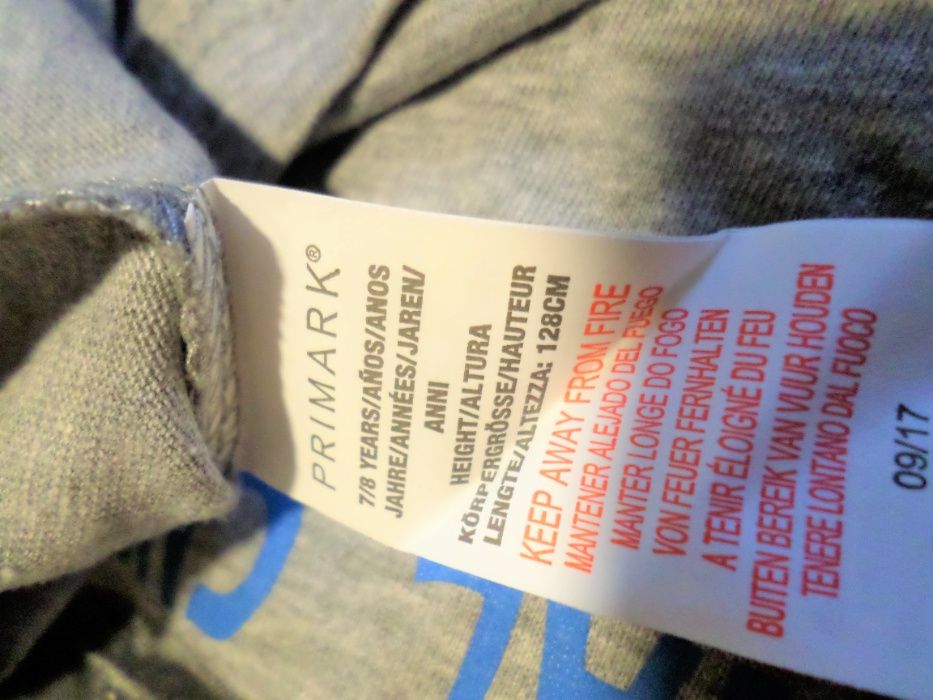 PRIMARK®
7/8 YEARS/AÑOS/ANOS
JAHRE/ANNÉES/JAREN/
ANNI
HEIGHT/ALTURA
KÖRPERGRÖSSE/HAUTEUR
LENGTE/ALTEZZA: 128CM
KEEP AWAY FROM FIRE
MANTENER ALEJADO DEL FUEGO
MANTER LONGE DO FOGO
VON FEUER FERNHALTEN
A TENIR ÉLOIGNÉ DU FEU
BUITEN BEREIK VAN VUUR HOUDEN
TENERE LONTANO DAL FUOCO
09/17